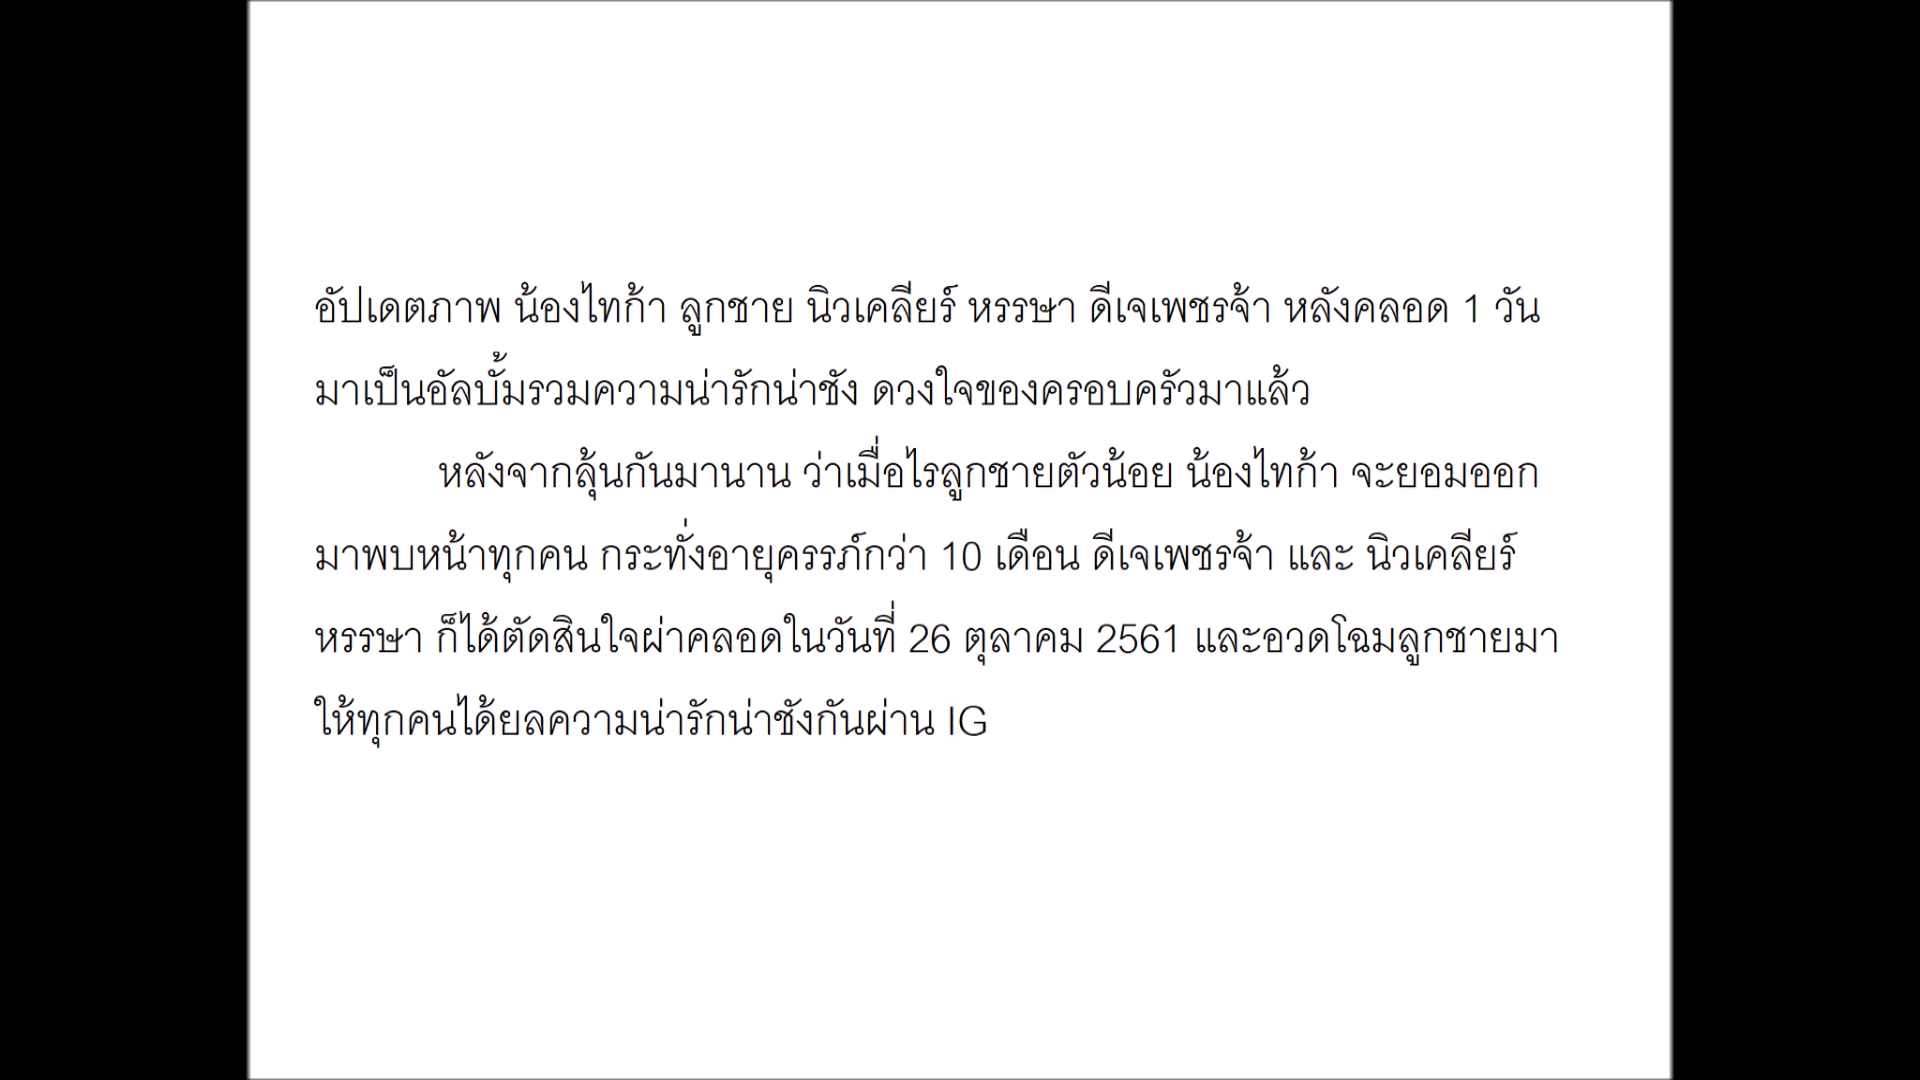 อัปเดตภาพ น้องไทก้า ลูกชาย นิวเคลียร์ หรรษา ดีเจเพชรจ้า หลังคลอด 1 วัน
มาเป็นอัลบั้มรวมความน่ารักน่าชัง ดวงใจของครอบครัวมาแล้ว
หลังจากลุ้นกันมานาน ว่าเมื่อไรลูกชายตัวน้อย น้องไทก้า จะยอมออก
มาพบหน้าทุกคน กระทั่งอายุครรภ์กว่า 10 เดือน ดีเจเพชรจ้า และ นิวเคลียร์
หรรษา ก็ได้ตัดสินใจผ่าคลอดในวันที่ 26 ตุลาคม 2561 และอวดโฉมลูกชายมา
ให้ทุกคนได้ยลความน่ารักน่าชังกันผ่าน IG